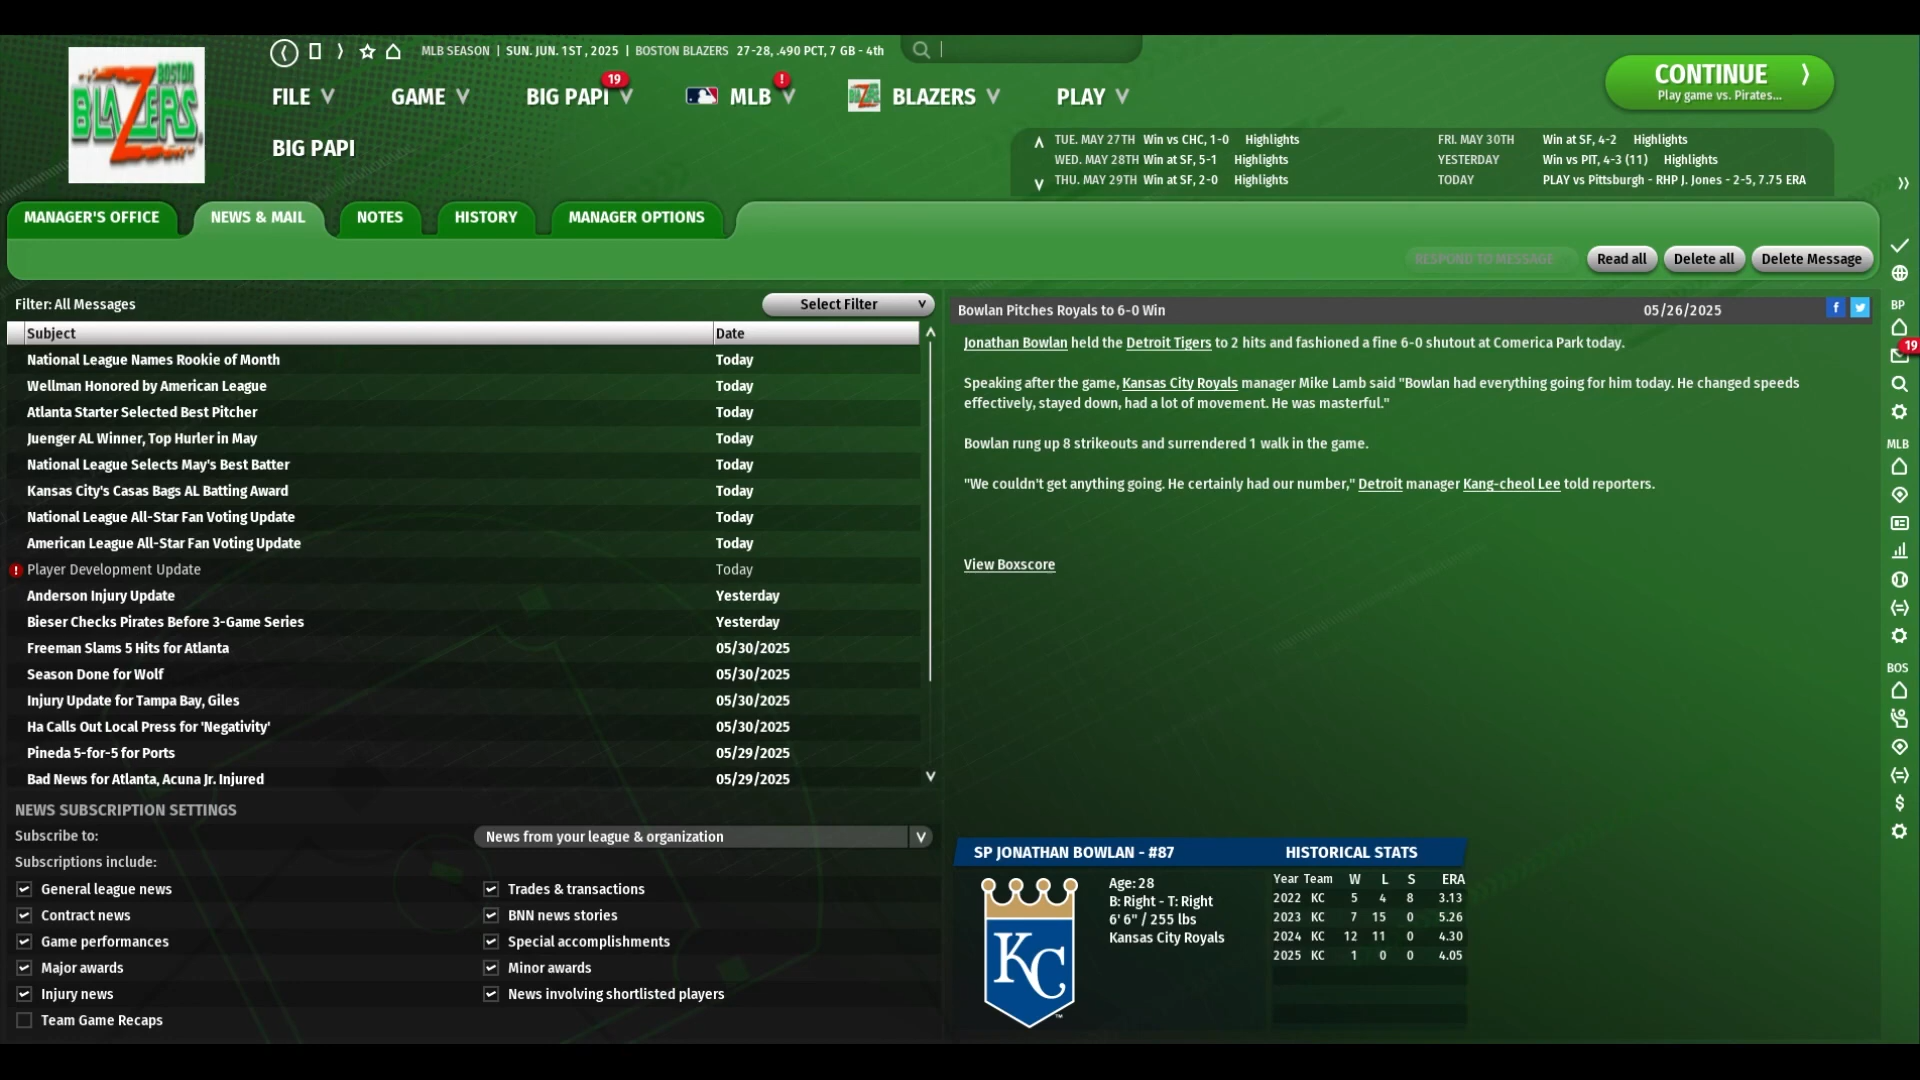 MLB SEASON | SUN. JUN. 1ST , 2025 | BOSTON BLAZERS 27-28, .490 PCT, 7 GB - 4th
BOSTON
BLAZERS
FILE GAME BIG PAPI 19 MLB ! BLAZERS PLAY
CONTINUE
Play game vs. Pirates...
BIG PAPI
TUE. MAY 27TH Win vs CHC, 1-0 Highlights
WED. MAY 28TH Win at SF, 5-1 Highlights
THU. MAY 29TH Win at SF, 2-0 Highlights
FRI. MAY 30TH Win at SF, 4-2 Highlights
YESTERDAY Win vs PIT, 4-3 (11) Highlights
TODAY PLAY vs Pittsburgh - RHP J. Jones - 2-5, 7.75 ERA
MANAGER'S OFFICE NEWS & MAIL NOTES HISTORY MANAGER OPTIONS
RESPOND TO MESSAGE Read all Delete all Delete Message
Filter: All Messages Select Filter
Subject Date
National League Names Rookie of Month Today
Wellman Honored by American League Today
Atlanta Starter Selected Best Pitcher Today
Juenger AL Winner, Top Hurler in May Today
National League Selects May's Best Batter Today
Kansas City's Casas Bags AL Batting Award Today
National League All-Star Fan Voting Update Today
American League All-Star Fan Voting Update Today
! Player Development Update Today
Anderson Injury Update Yesterday
Bieser Checks Pirates Before 3-Game Series Yesterday
Freeman Slams 5 Hits for Atlanta 05/30/2025
Season Done for Wolf 05/30/2025
Injury Update for Tampa Bay, Giles 05/30/2025
Ha Calls Out Local Press for 'Negativity' 05/30/2025
Pineda 5-for-5 for Ports 05/29/2025
Bad News for Atlanta, Acuna Jr. Injured 05/29/2025
NEWS SUBSCRIPTION SETTINGS
Subscribe to: News from your league & organization
Subscriptions include:
General league news Trades & transactions
Contract news BNN news stories
Game performances Special accomplishments
Major awards Minor awards
Injury news News involving shortlisted players
Team Game Recaps
Bowlan Pitches Royals to 6-0 Win 05/26/2025
Jonathan Bowlan held the Detroit Tigers to 2 hits and fashioned a fine 6-0 shutout at Comerica Park today.
Speaking after the game, Kansas City Royals manager Mike Lamb said "Bowlan had everything going for him today. He changed speeds
effectively, stayed down, had a lot of movement. He was masterful."
Bowlan rung up 8 strikeouts and surrendered 1 walk in the game.
"We couldn't get anything going. He certainly had our number," Detroit manager Kang-cheol Lee told reporters.
View Boxscore
SP JONATHAN BOWLAN - #87 HISTORICAL STATS
KC
Age: 28
B: Right - T: Right
6' 6" / 255 lbs
Kansas City Royals
Year Team W L S ERA
2022 KC 5 4 8 3.13
2023 KC 7 15 0 5.26
2024 KC 12 11 0 4.30
2025 KC 1 0 0 4.05
BP
19
MLB
BOS